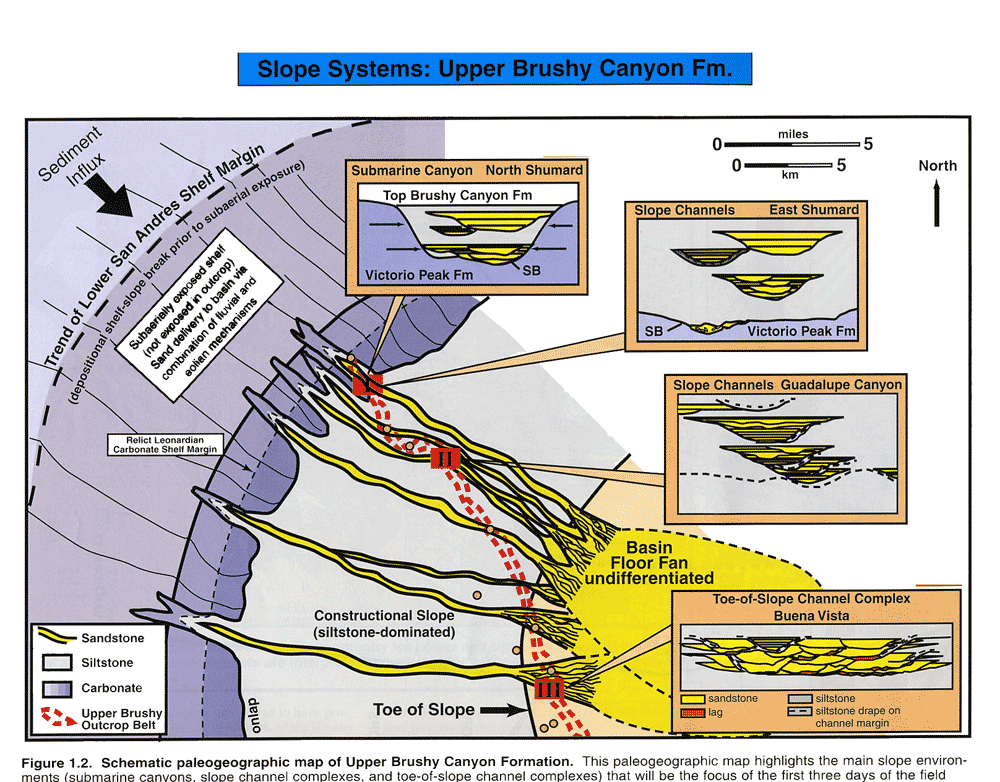 Slope Systems: Upper Brushy Canyon Fm.
Sediment
Influx
Trend of Lower San Andres Shelf Margin
(depositional shelf-slope break prior to subaerial exposure)
Subaerielly exposed shelf
(not exposed in outcrop)
Sand delivery to basin via
combination of fluvial and
eolien mechanisms
Relict Leonardian
Carbonate Shelf Margin
Submarine Canyon North Shumard
Top Brushy Canyon Fm
Victorio Peak Fm
SB
0 miles 5
0 km 5
North
Slope Channels East Shumard
SB
Victorio Peak Fm
Slope Channels Guadalupe Canyon
I
II
III
Basin
Floor Fan
undifferentiated
Constructional Slope
(siltstone-dominated)
Toe of Slope
onlap
Sandstone
Siltstone
Carbonate
Upper Brushy
Outcrop Belt
Toe-of-Slope Channel Complex
Buena Vista
sandstone
lag
siltstone
siltstone drape on
channel margin
Figure 1.2. Schematic paleogeographic map of Upper Brushy Canyon Formation. This paleogeographic map highlights the main slope environ-
ments (submarine canyons, slope channel complexes, and toe-of-slope channel complexes) that will be the focus of the first three days of the field